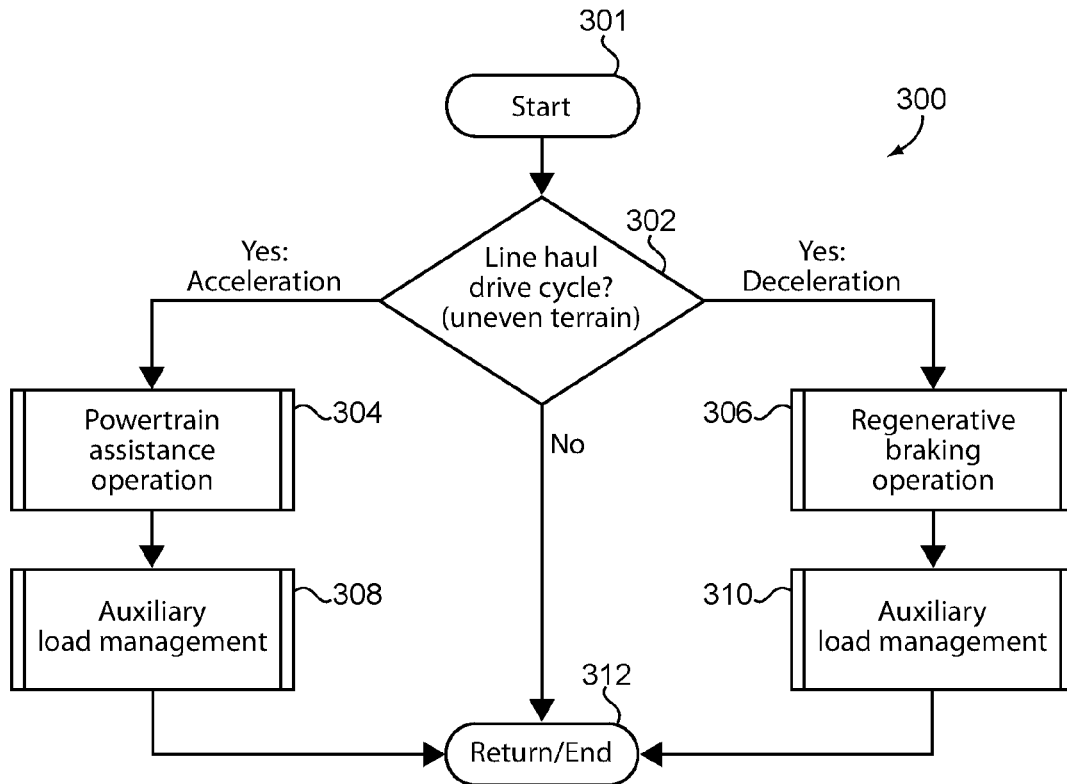 301
Start
300
302
Line haul
drive cycle?
(uneven terrain)
Yes:
Acceleration
Yes:
Deceleration
Powertrain
assistance
operation
304
No
306
Regenerative
braking
operation
Auxiliary
load management
308
310
Auxiliary
load management
312
Return/End